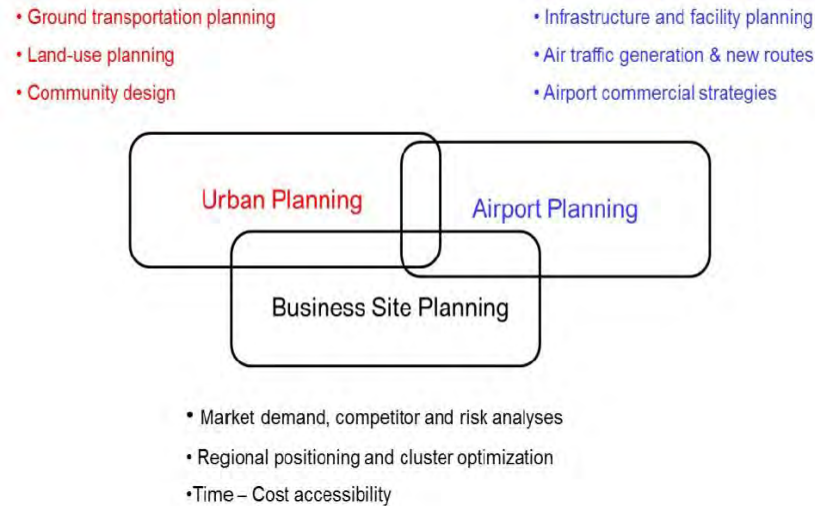 • Ground transportation planning
• Land-use planning
• Community design
• Infrastructure and facility planning
• Air traffic generation & new routes
• Airport commercial strategies
Urban Planning
Airport Planning
Business Site Planning
• Market demand, competitor and risk analyses
• Regional positioning and cluster optimization
•Time – Cost accessibility